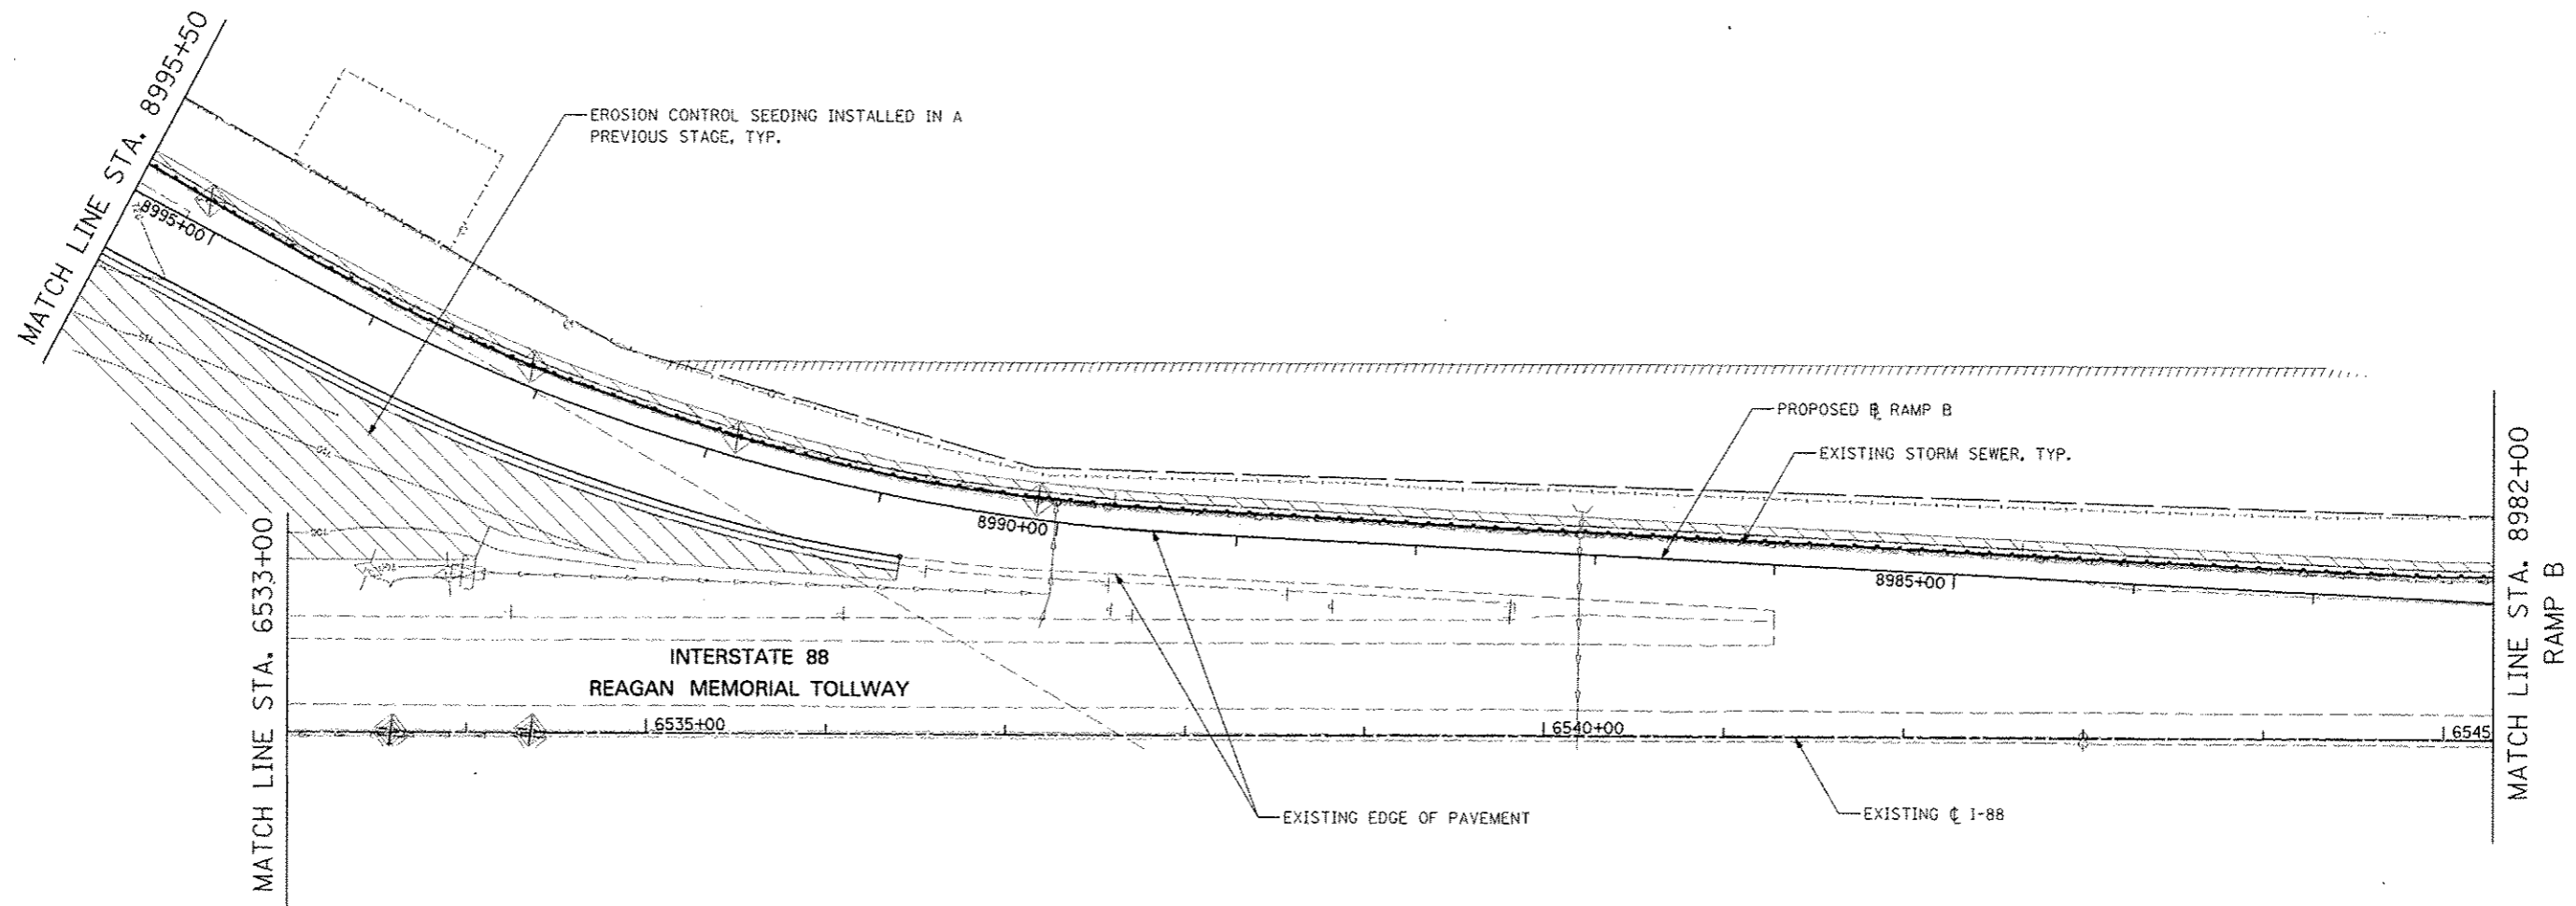 MATCH LINE STA. 8995+50
EROSION CONTROL SEEDING INSTALLED IN A
PREVIOUS STAGE, TYP.
8995+00
PROPOSED ⅊ RAMP B
EXISTING STORM SEWER, TYP.
8990+00
8985+00
MATCH LINE STA. 6533+00
INTERSTATE 88
REAGAN MEMORIAL TOLLWAY
6535+00
6540+00
6545
MATCH LINE STA. 8982+00
RAMP B
EXISTING EDGE OF PAVEMENT
EXISTING ℄ I-88